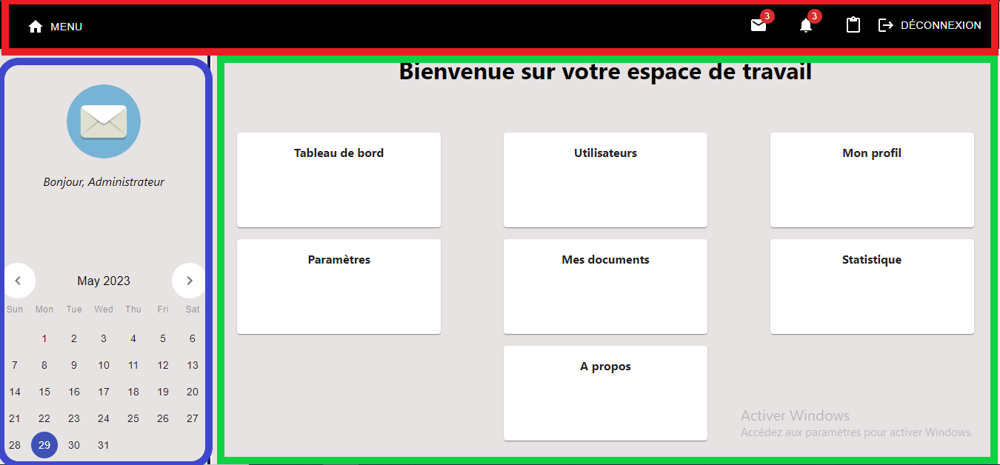 MENU
3
3
DÉCONNEXION
Bonjour, Administrateur
May 2023
Sun Mon Tue Wed Thu Fri Sat
1 2 3 4 5 6
7 8 9 10 11 12 13
14 15 16 17 18 19 20
21 22 23 24 25 26 27
28 29 30 31
Bienvenue sur votre espace de travail
Tableau de bord
Utilisateurs
Mon profil
Paramètres
Mes documents
Statistique
A propos
Activer Windows
Accédez aux paramètres pour activer Windows.